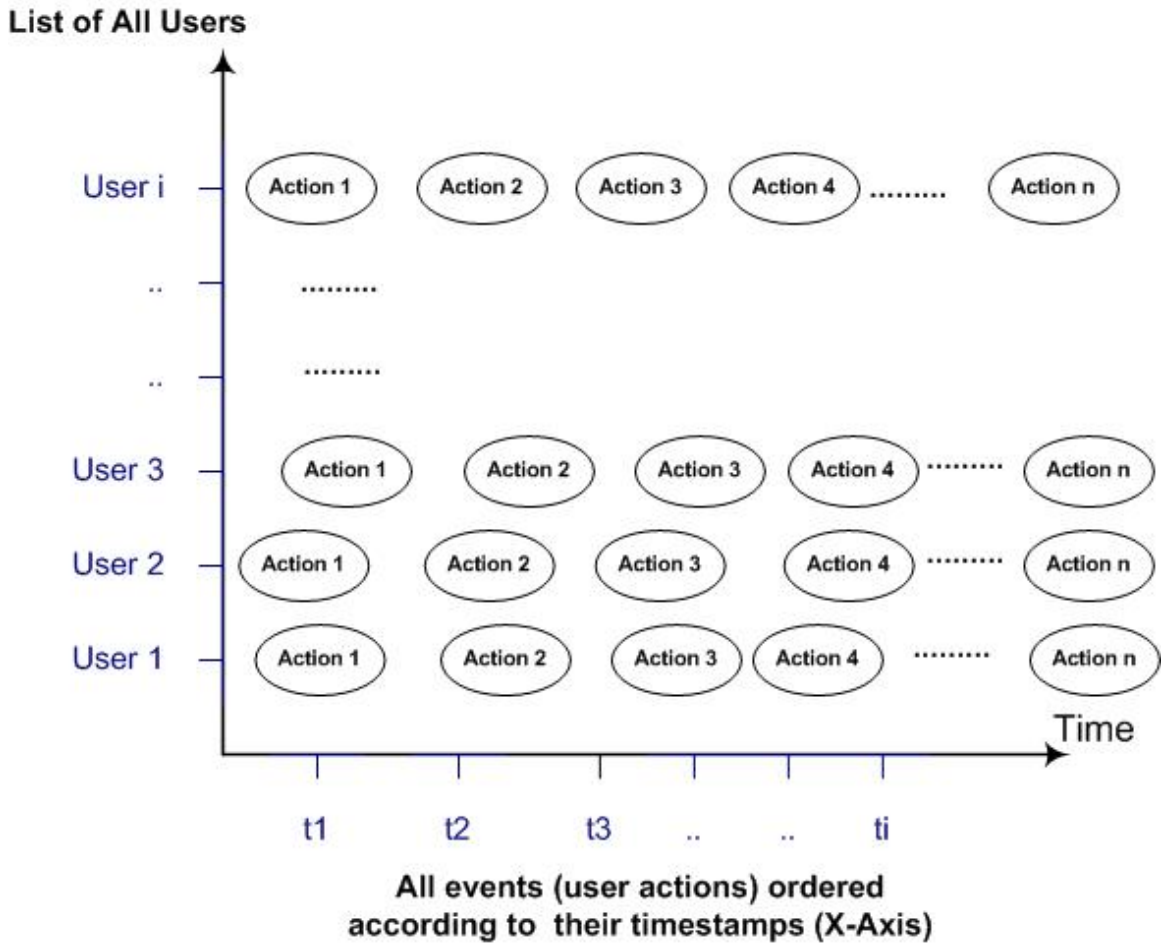 List of All Users
User i
Action 1
Action 2
Action 3
Action 4
.........
Action n
..
.........
..
.........
User 3
Action 1
Action 2
Action 3
Action 4
.........
Action n
User 2
Action 1
Action 2
Action 3
Action 4
.........
Action n
User 1
Action 1
Action 2
Action 3
Action 4
.........
Action n
Time
t1
t2
t3
..
..
ti
All events (user actions) ordered
according to their timestamps (X-Axis)